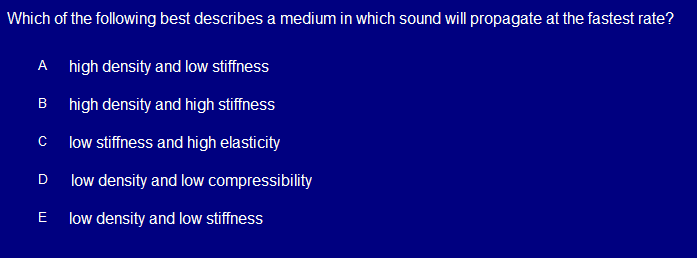 Which of the following best describes a medium in which sound will propagate at the fastest rate?
A high density and low stiffness
B high density and high stiffness
C low stiffness and high elasticity
D low density and low compressibility
E low density and low stiffness